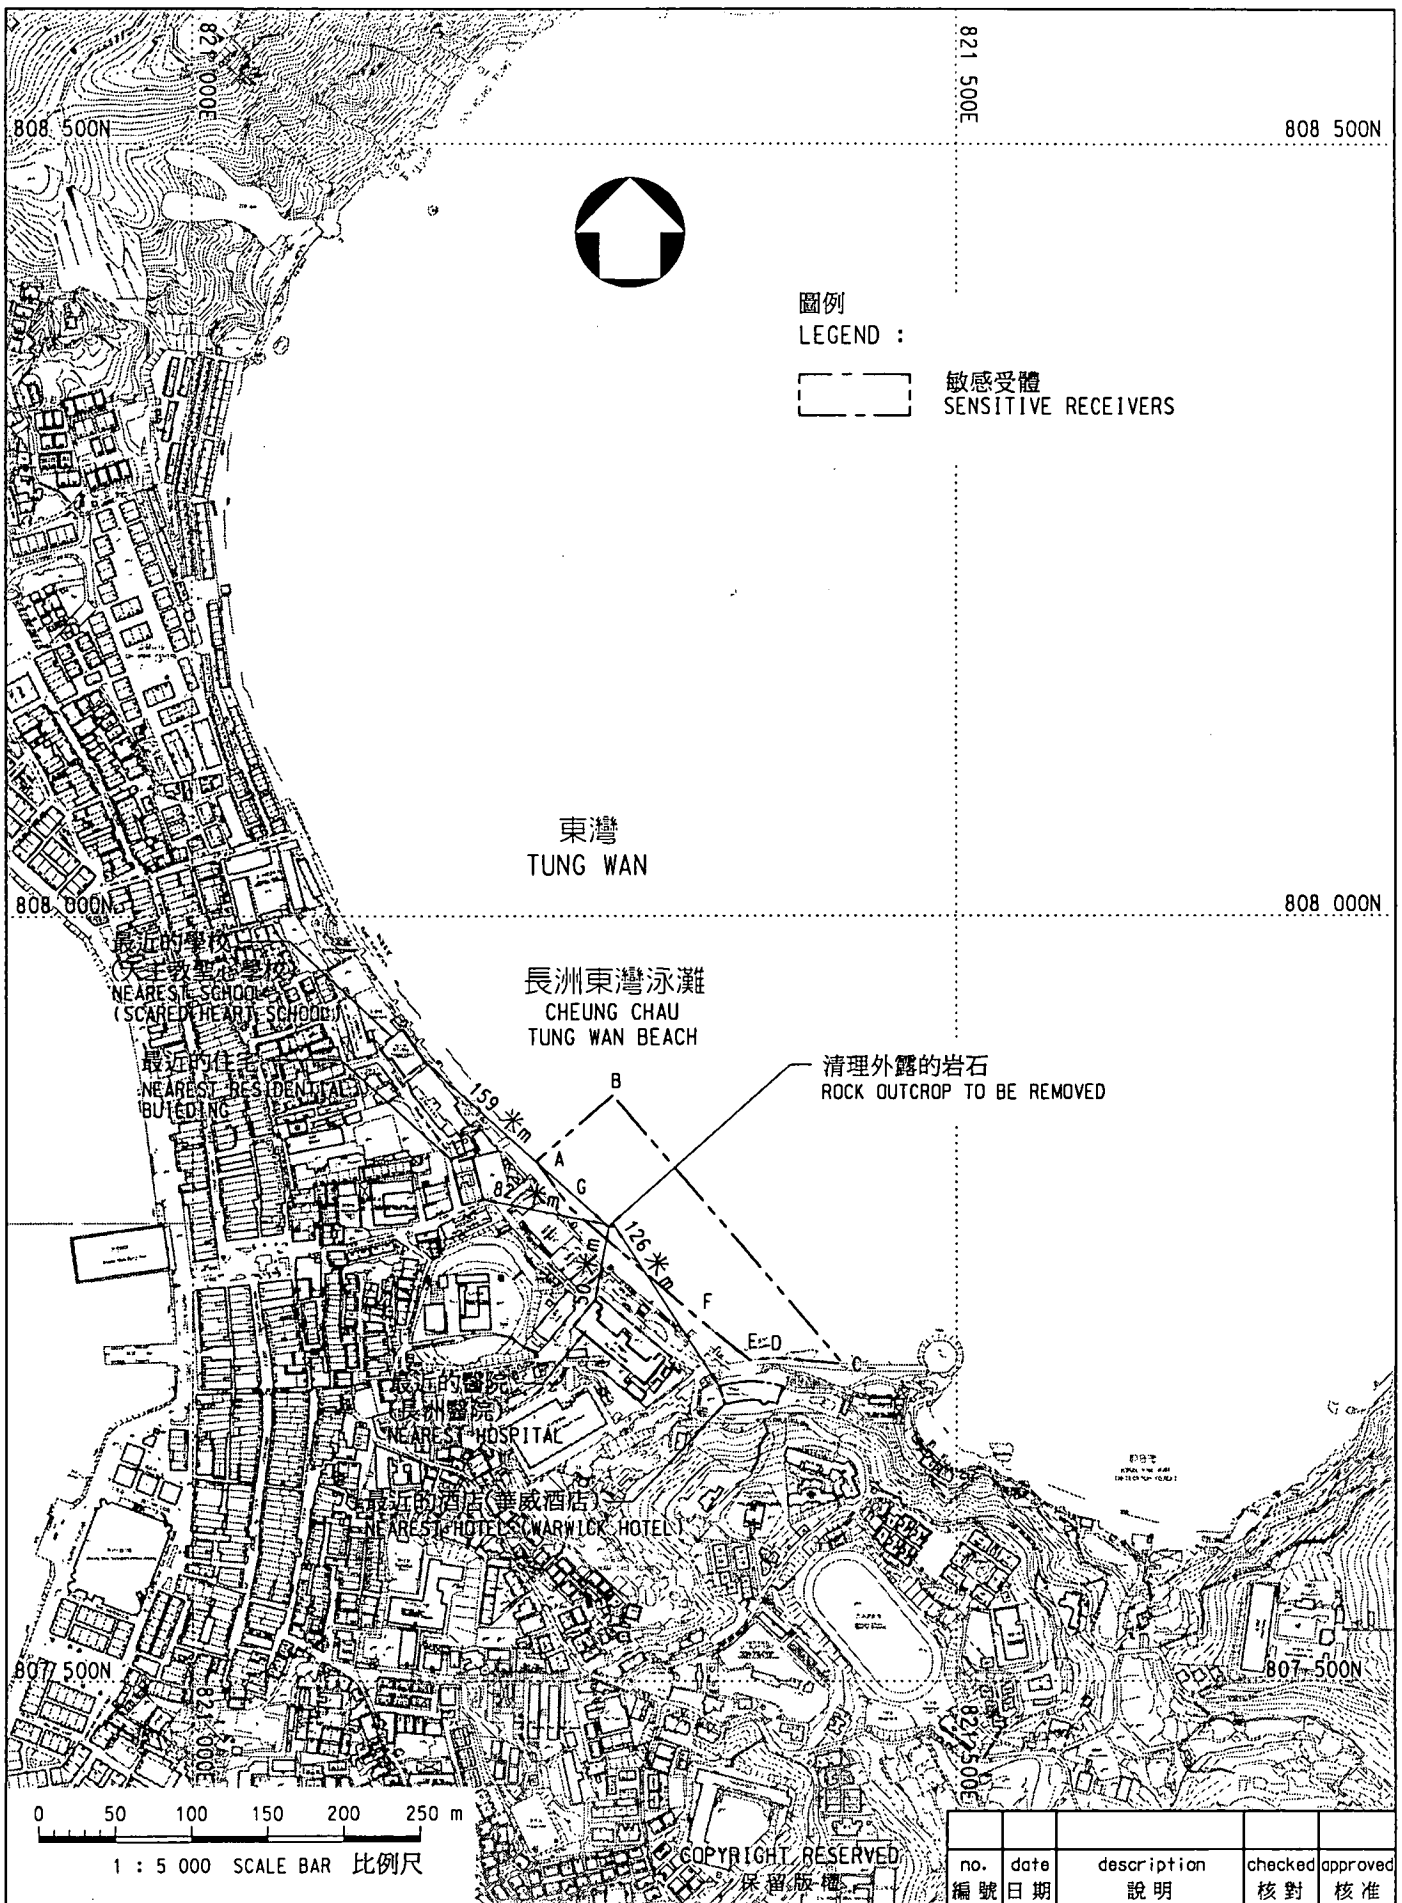 821 000E
821 500E
808 500N
808 500N
圖例
LEGEND :
敏感受體
SENSITIVE RECEIVERS
東灣
TUNG WAN
808 000N
808 000N
最近的學校
(天主教聖心學校)
NEAREST SCHOOL
(SCARED HEART SCHOOL)
長洲東灣泳灘
CHEUNG CHAU
TUNG WAN BEACH
最近的住宅
NEAREST RESIDENTIAL
BUILDING
清理外露的岩石
ROCK OUTCROP TO BE REMOVED
B
159 米m
A
G
82 米m
126 米m
50 米m
F
E
D
C
最近的醫院
(長洲醫院)
NEAREST HOSPITAL
最近的酒店(華威酒店)
NEAREST HOTEL (WARWICK HOTEL)
807 500N
807 500N
821 000E
821 500E
0 50 100 150 200 250 m
1 : 5 000 SCALE BAR 比例尺
COPYRIGHT RESERVED
保留版權
no. date description checked approved
編號 日期 說明 核對 核准